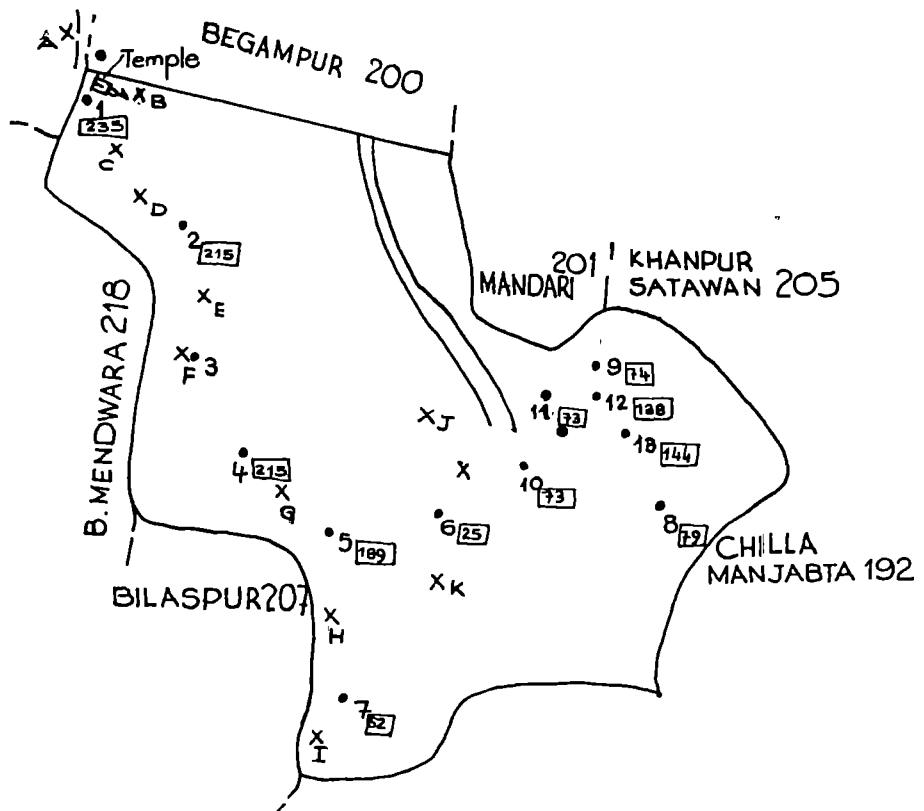 A X
BEGAMPUR 200
Temple
X B
1
235
X
C
X D
2
215
X E
X
F 3
B. MENDWARA 218
MANDARI 201
KHANPUR
SATAWAN 205
9 74
12 138
11 73
13 144
X J
4 215
X
G
X
10
73
6 25
8 79
5 189
CHILLA
MANJABTA 192
X K
BILASPUR 207
X
H
7
52
X
I